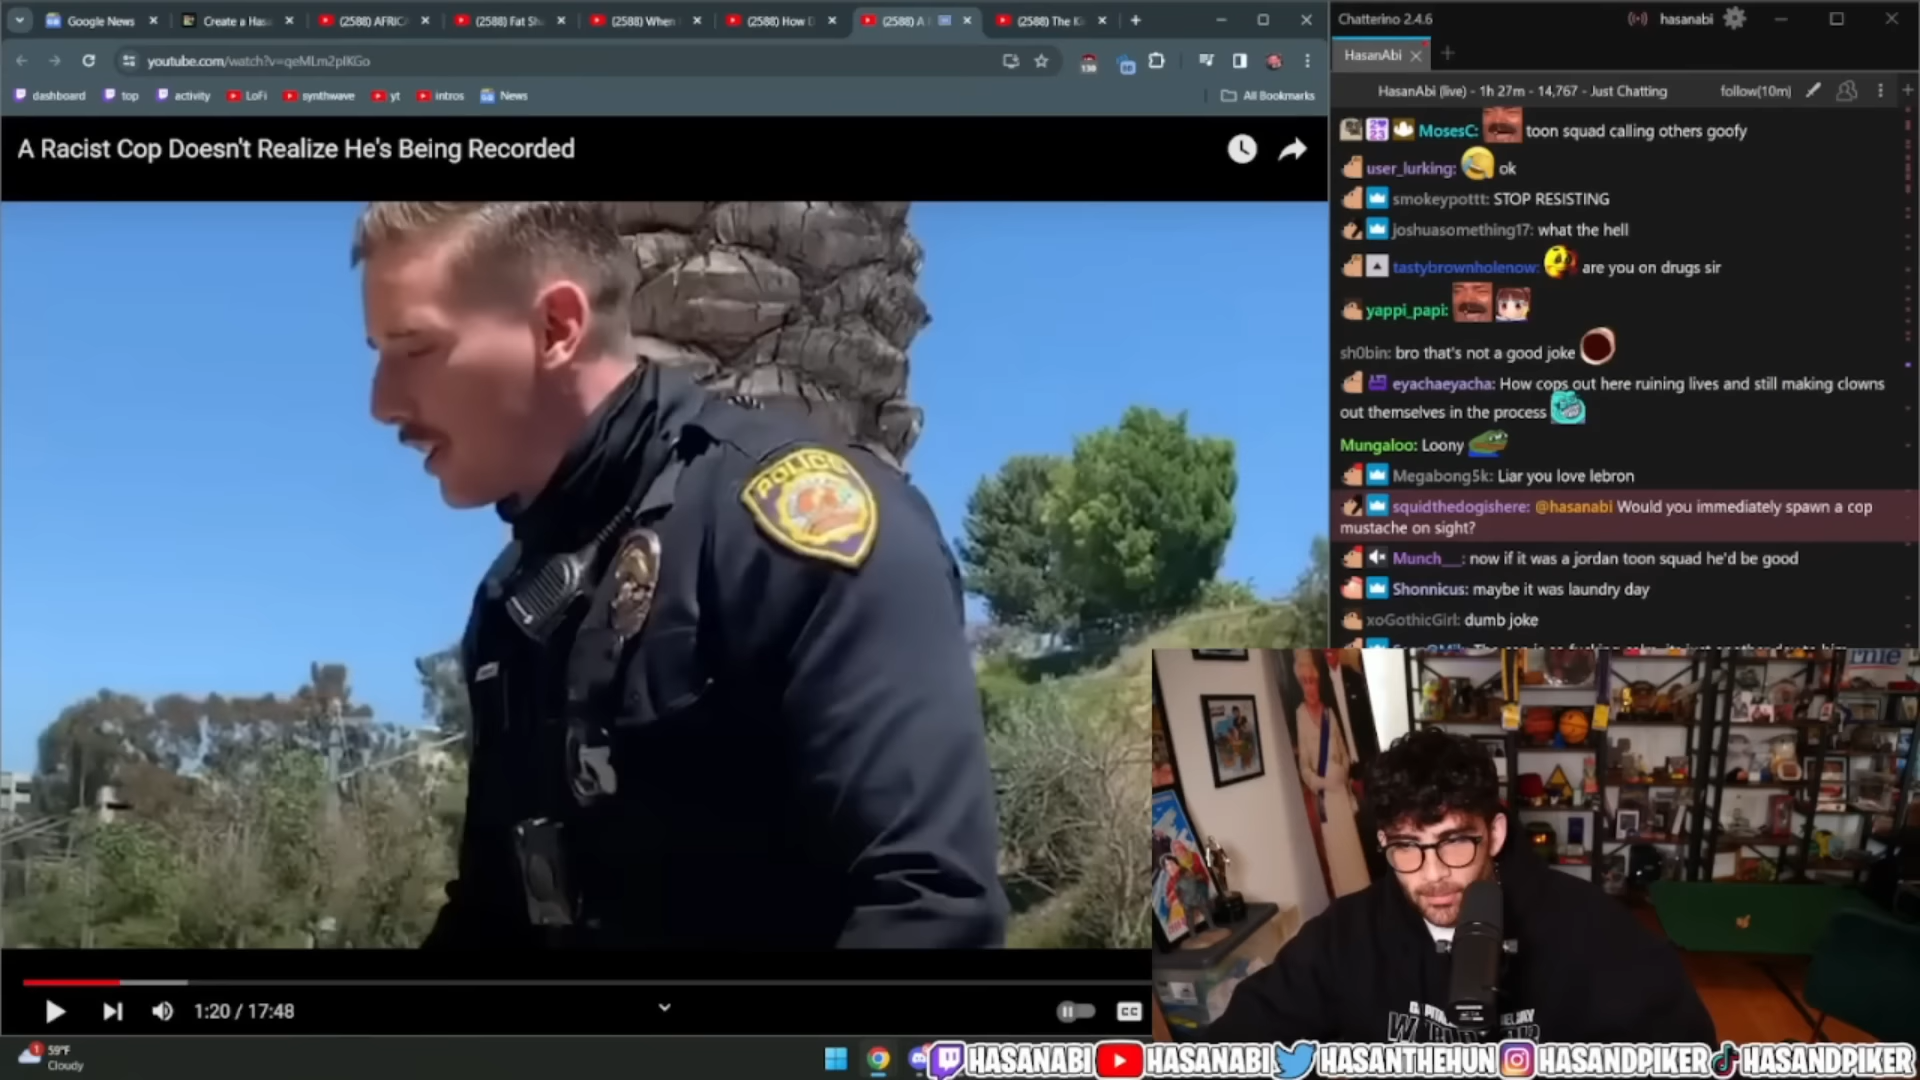 Google News
Create a Has
(2588) AFRIC
(2588) Fat Sh
(2588) When
(2588) How D
(2588) A
(2588) The Ki
youtube.com/watch?v=qeMLm2plKGo
dashboard
top
activity
LoFi
synthwave
yt
intros
News
All Bookmarks
A Racist Cop Doesn't Realize He's Being Recorded
POLICE
1:20 / 17:48
CC
1
59°F
Cloudy
Chatterino 2.4.6
hasanabi
HasanAbi
HasanAbi (live) - 1h 27m - 14,767 - Just Chatting
follow(10m)
MosesC: toon squad calling others goofy
user_lurking: ok
smokeypottt: STOP RESISTING
joshuasomething17: what the hell
tastybrownholenow: are you on drugs sir
yappi_papi:
sh0bin: bro that's not a good joke
eyachaeyacha: How cops out here ruining lives and still making clowns
out themselves in the process
Mungaloo: Loony
Megabong5k: Liar you love lebron
squidthedogishere: @hasanabi Would you immediately spawn a cop
mustache on sight?
Munch__: now if it was a jordan toon squad he'd be good
Shonnicus: maybe it was laundry day
xoGothicGirl: dumb joke
HASANABI
HASANABI
HASANTHEHUN
HASANDPIKER
HASANDPIKER